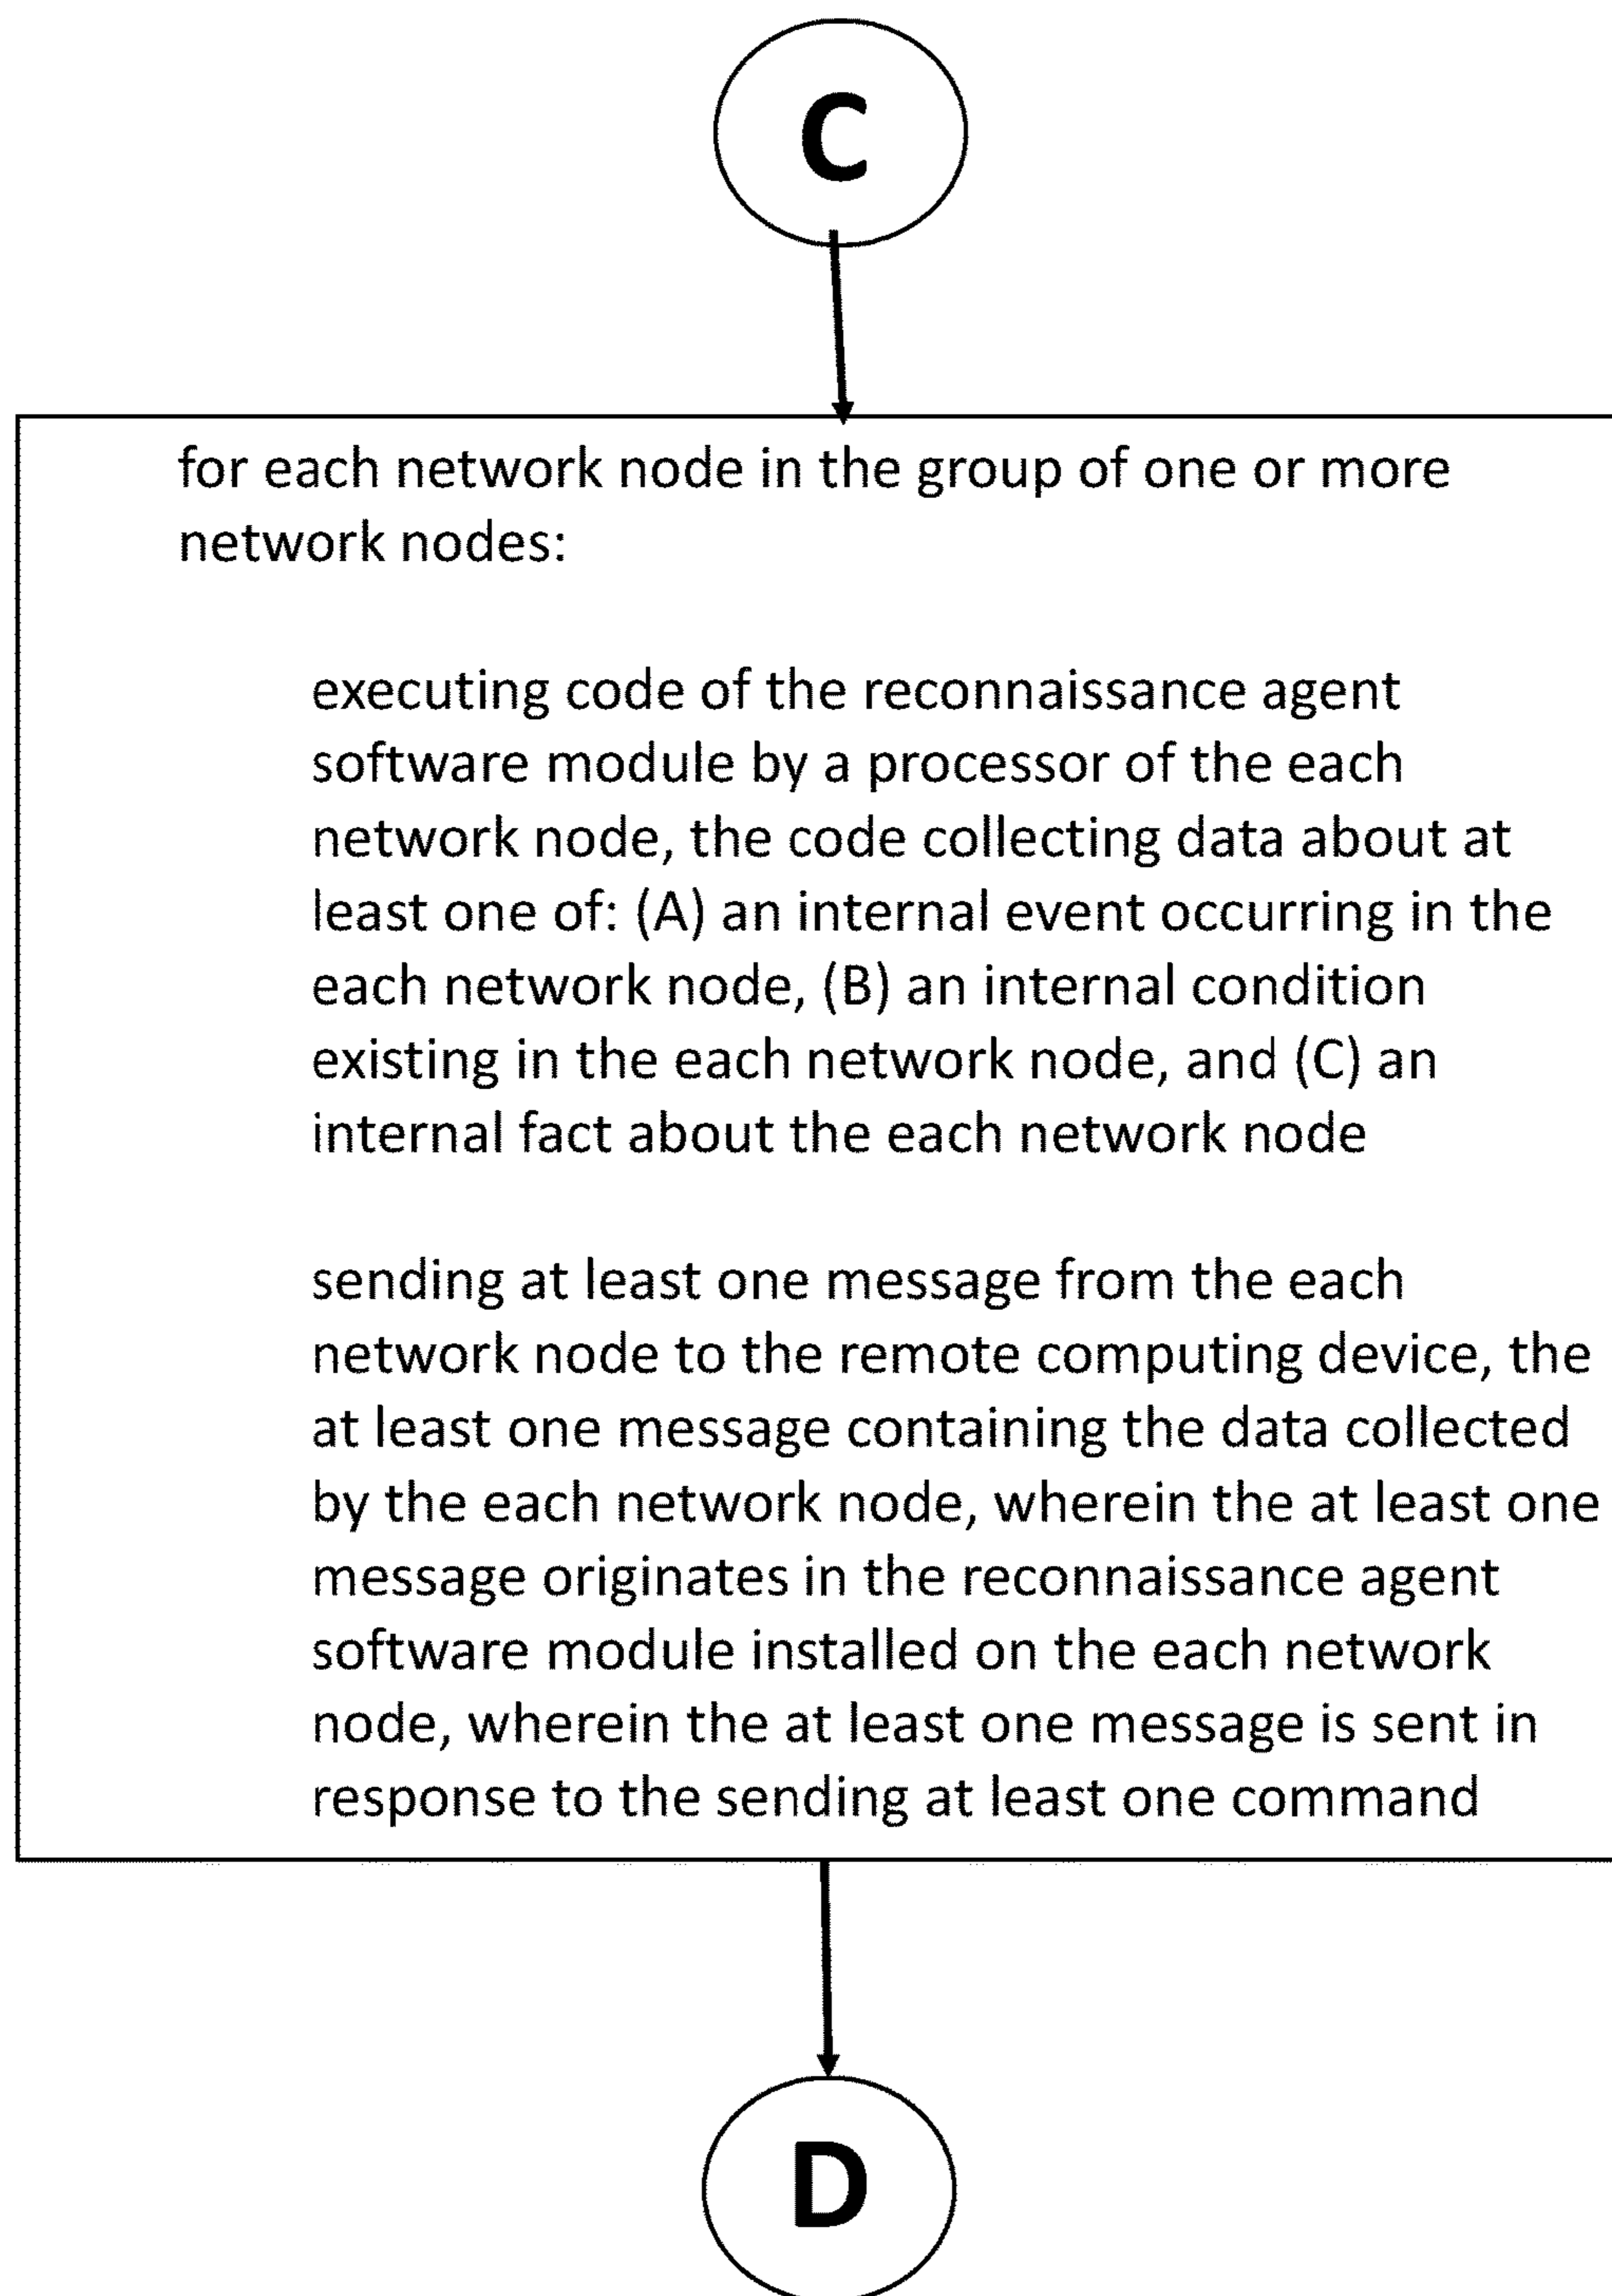 C
for each network node in the group of one or more
network nodes:
executing code of the reconnaissance agent
software module by a processor of the each
network node, the code collecting data about at
least one of: (A) an internal event occurring in the
each network node, (B) an internal condition
existing in the each network node, and (C) an
internal fact about the each network node
sending at least one message from the each
network node to the remote computing device, the
at least one message containing the data collected
by the each network node, wherein the at least one
message originates in the reconnaissance agent
software module installed on the each network
node, wherein the at least one message is sent in
response to the sending at least one command
D